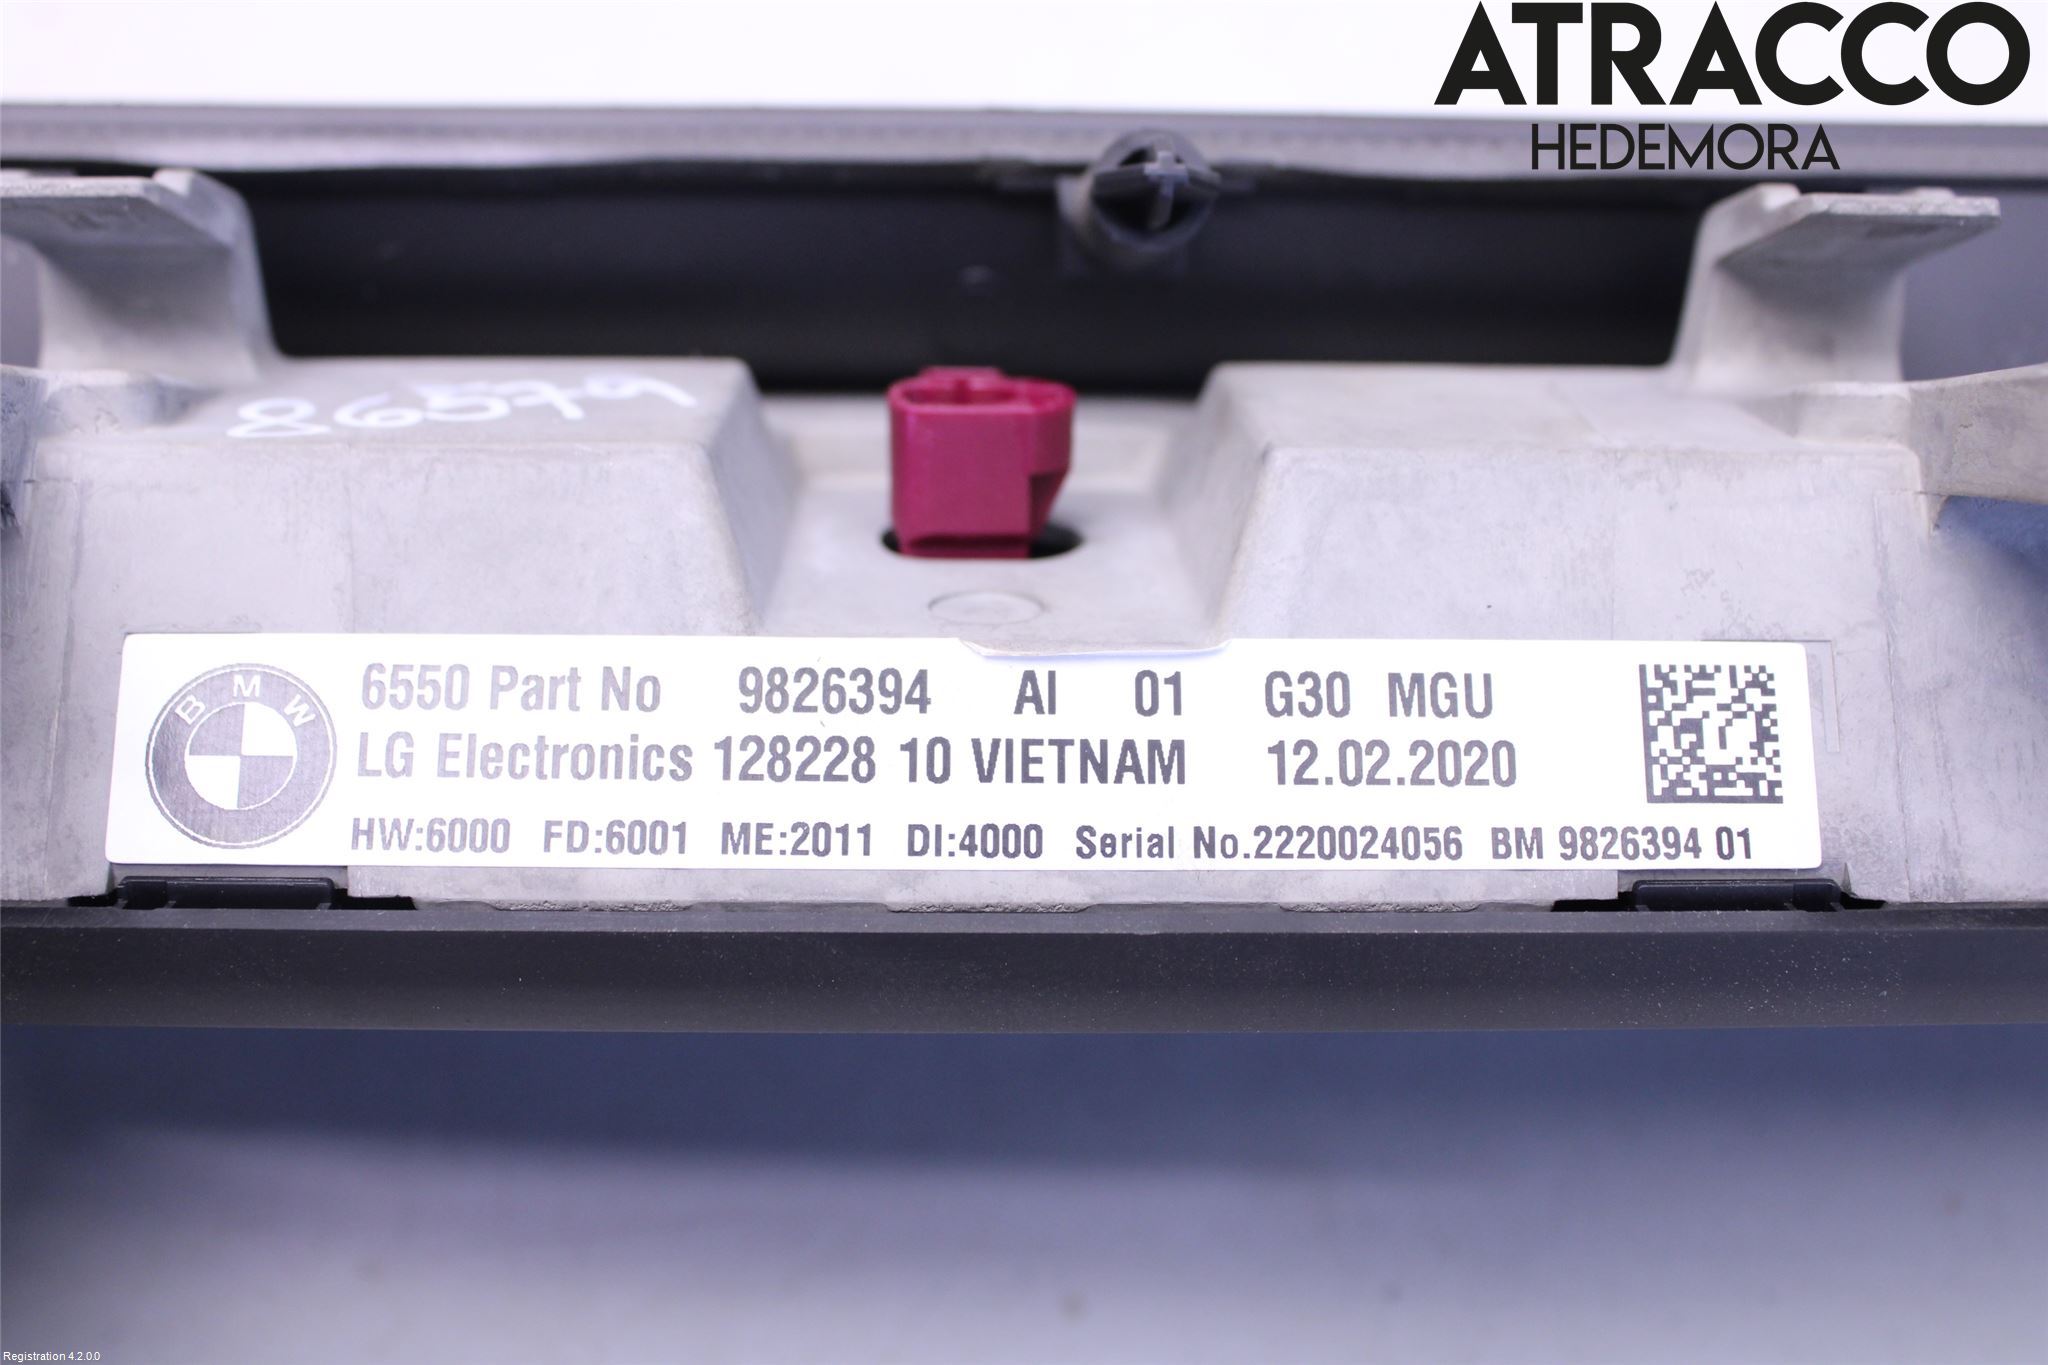 ATRACCO
HEDEMORA
86579
BMW
6550 Part No 9826394 AI 01 G30 MGU
LG Electronics 128228 10 VIETNAM 12.02.2020
HW:6000 FD:6001 ME:2011 DI:4000 Serial No.2220024056 BM 9826394 01
Registration 4.2.0.0